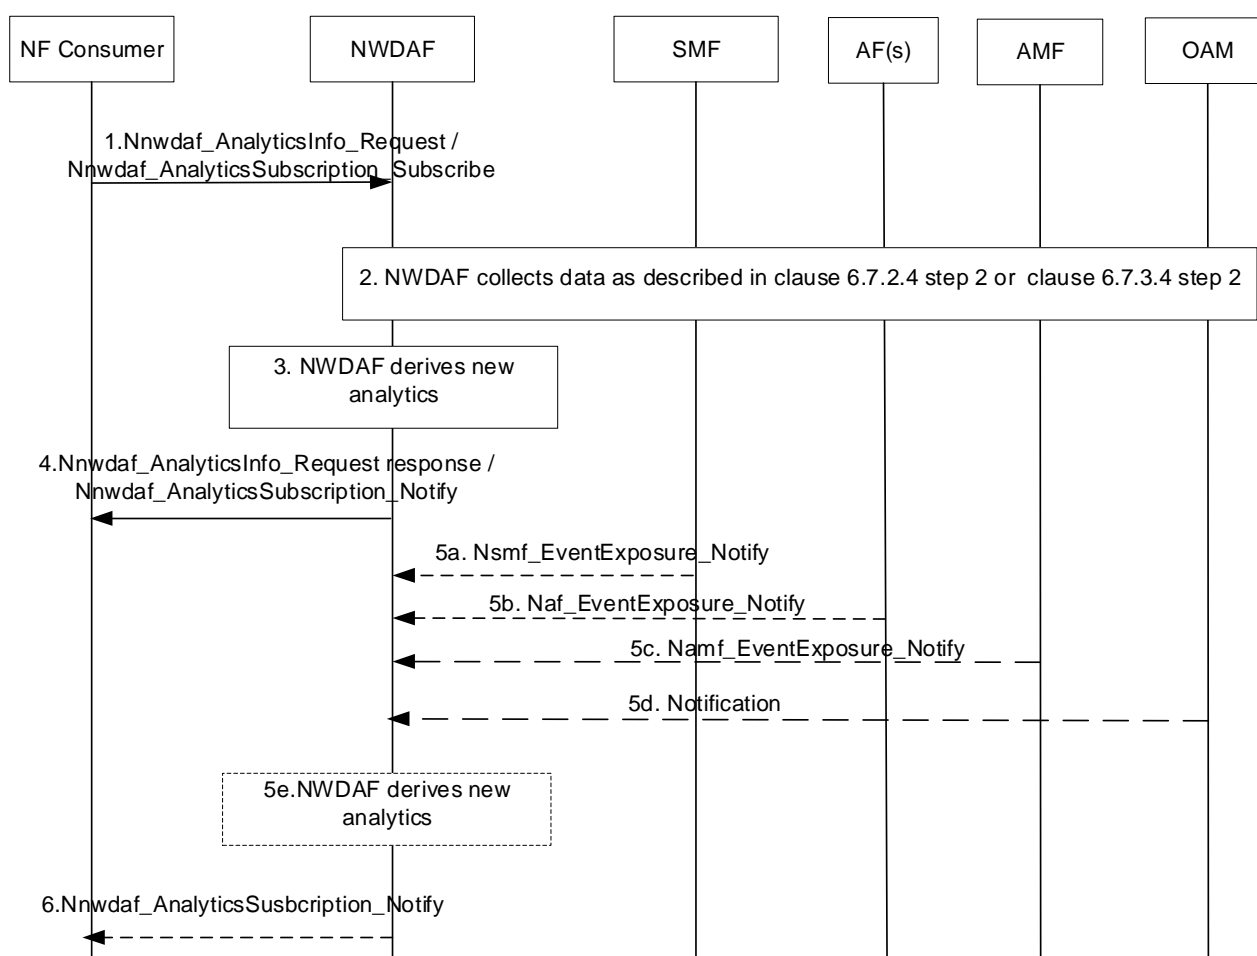 NF Consumer
NWDAF
SMF
AF(s)
AMF
OAM
1.Nnwdaf_AnalyticsInfo_Request /
Nnwdaf_AnalyticsSubscription_Subscribe
2. NWDAF collects data as described in clause 6.7.2.4 step 2 or clause 6.7.3.4 step 2
3. NWDAF derives new
analytics
4.Nnwdaf_AnalyticsInfo_Request response /
Nnwdaf_AnalyticsSubscription_Notify
5a. Nsmf_EventExposure_Notify
5b. Naf_EventExposure_Notify
5c. Namf_EventExposure_Notify
5d. Notification
5e.NWDAF derives new
analytics
6.Nnwdaf_AnalyticsSusbcription_Notify